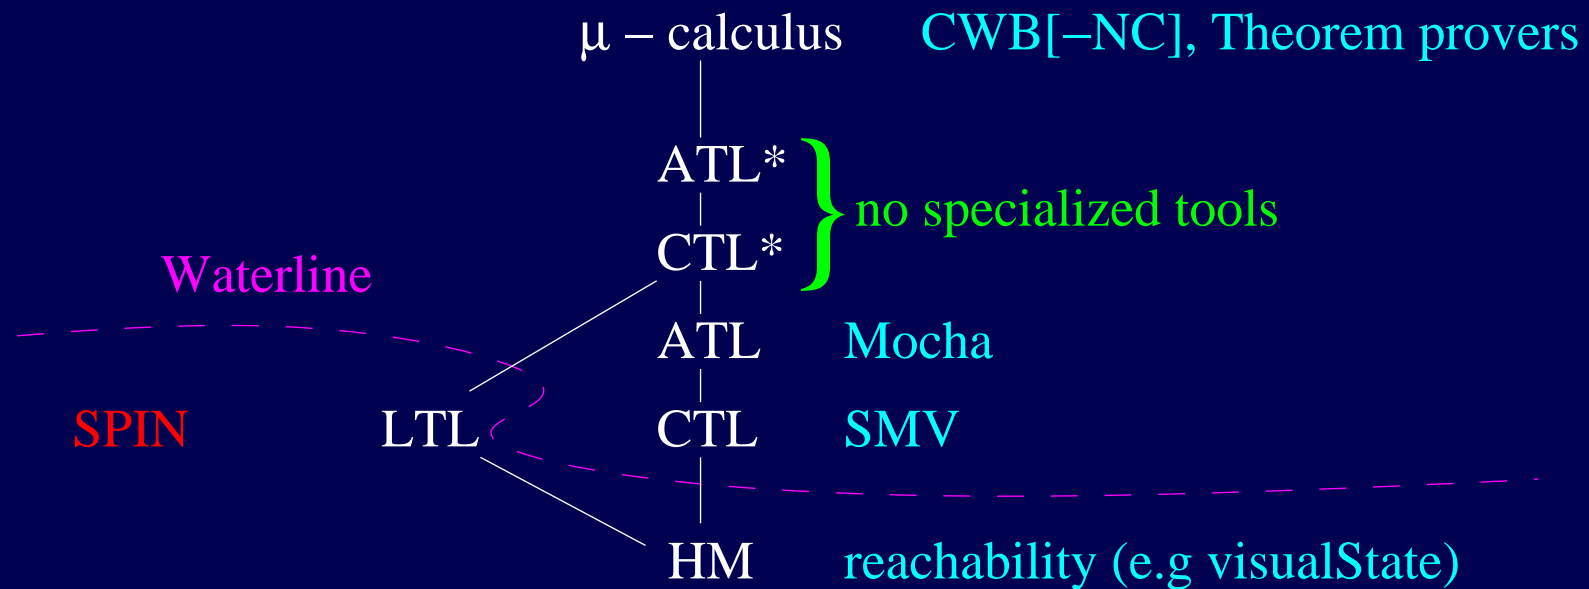 µ – calculus CWB[–NC], Theorem provers
ATL*
no specialized tools
CTL*
Waterline
ATL Mocha
SPIN LTL CTL SMV
HM reachability (e.g visualState)